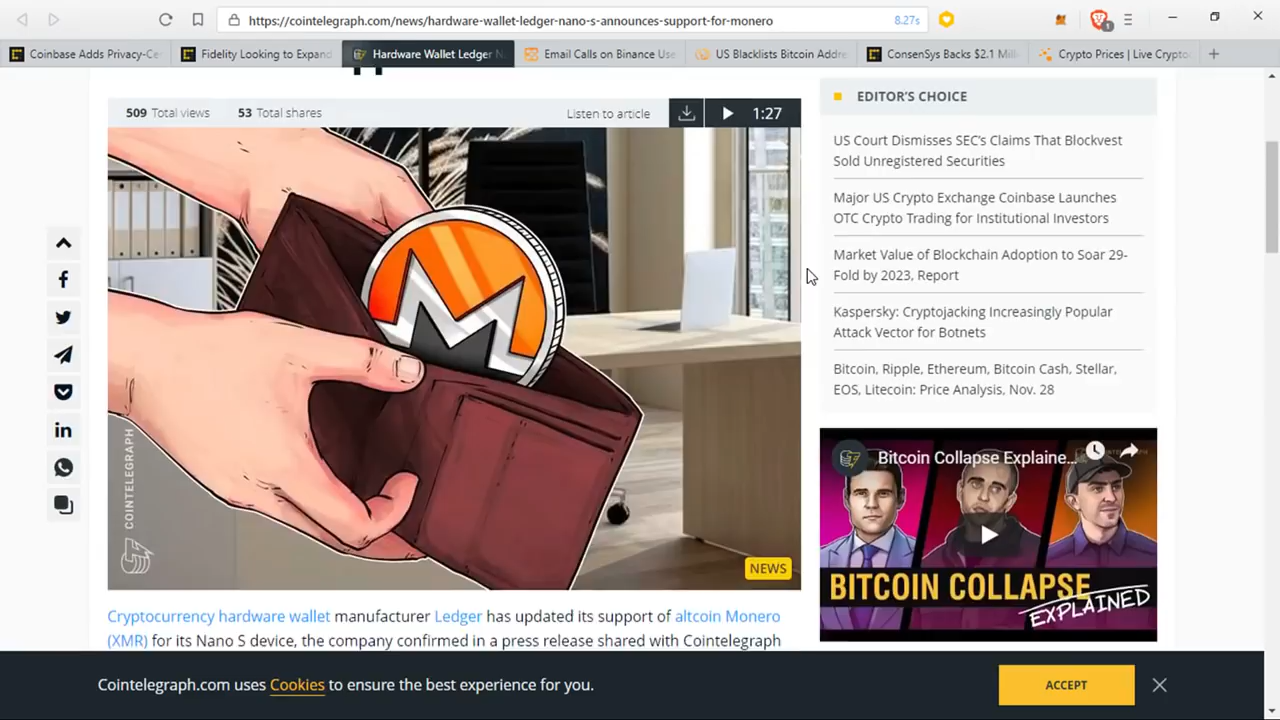 https://cointelegraph.com/news/hardware-wallet-ledger-nano-s-announces-support-for-monero
8.27s
1
Coinbase Adds Privacy-Ce
Fidelity Looking to Expand
Hardware Wallet Ledger N
Email Calls on Binance Use
US Blacklists Bitcoin Addre
ConsenSys Backs $2.1 Mill
Crypto Prices | Live Crypto
509 Total views
53 Total shares
Listen to article
1:27
COINTELEGRAPH
NEWS
Cryptocurrency hardware wallet manufacturer Ledger has updated its support of altcoin Monero
(XMR) for its Nano S device, the company confirmed in a press release shared with Cointelegraph
EDITOR'S CHOICE
US Court Dismisses SEC's Claims That Blockvest
Sold Unregistered Securities
Major US Crypto Exchange Coinbase Launches
OTC Crypto Trading for Institutional Investors
Market Value of Blockchain Adoption to Soar 29-
Fold by 2023, Report
Kaspersky: Cryptojacking Increasingly Popular
Attack Vector for Botnets
Bitcoin, Ripple, Ethereum, Bitcoin Cash, Stellar,
EOS, Litecoin: Price Analysis, Nov. 28
Bitcoin Collapse Explaine...
BITCOIN COLLAPSE
EXPLAINED
Cointelegraph.com uses Cookies to ensure the best experience for you.
ACCEPT